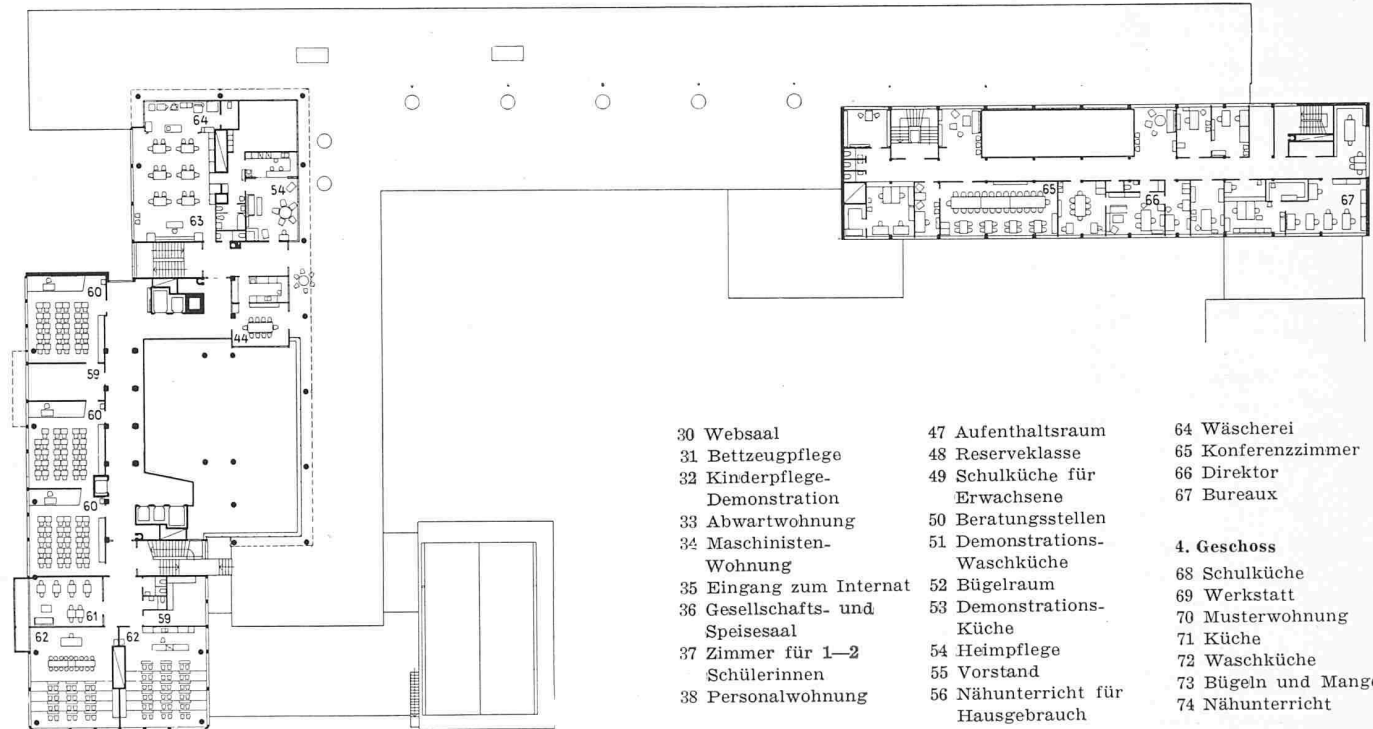 64
54
63
65
66
67
60
44
59
60
60
61
59
62
62
30 Websaal
31 Bettzeugpflege
32 Kinderpflege-
Demonstration
33 Abwartwohnung
34 Maschinisten-
Wohnung
35 Eingang zum Internat
36 Gesellschafts- und
Speisesaal
37 Zimmer für 1—2
Schülerinnen
38 Personalwohnung
47 Aufenthaltsraum
48 Reserveklasse
49 Schulküche für
Erwachsene
50 Beratungsstellen
51 Demonstrations-
Waschküche
52 Bügelraum
53 Demonstrations-
Küche
54 Heimpflege
55 Vorstand
56 Nähunterricht für
Hausgebrauch
64 Wäscherei
65 Konferenzzimmer
66 Direktor
67 Bureaux
4. Geschoss
68 Schulküche
69 Werkstatt
70 Musterwohnung
71 Küche
72 Waschküche
73 Bügeln und Mange
74 Nähunterricht